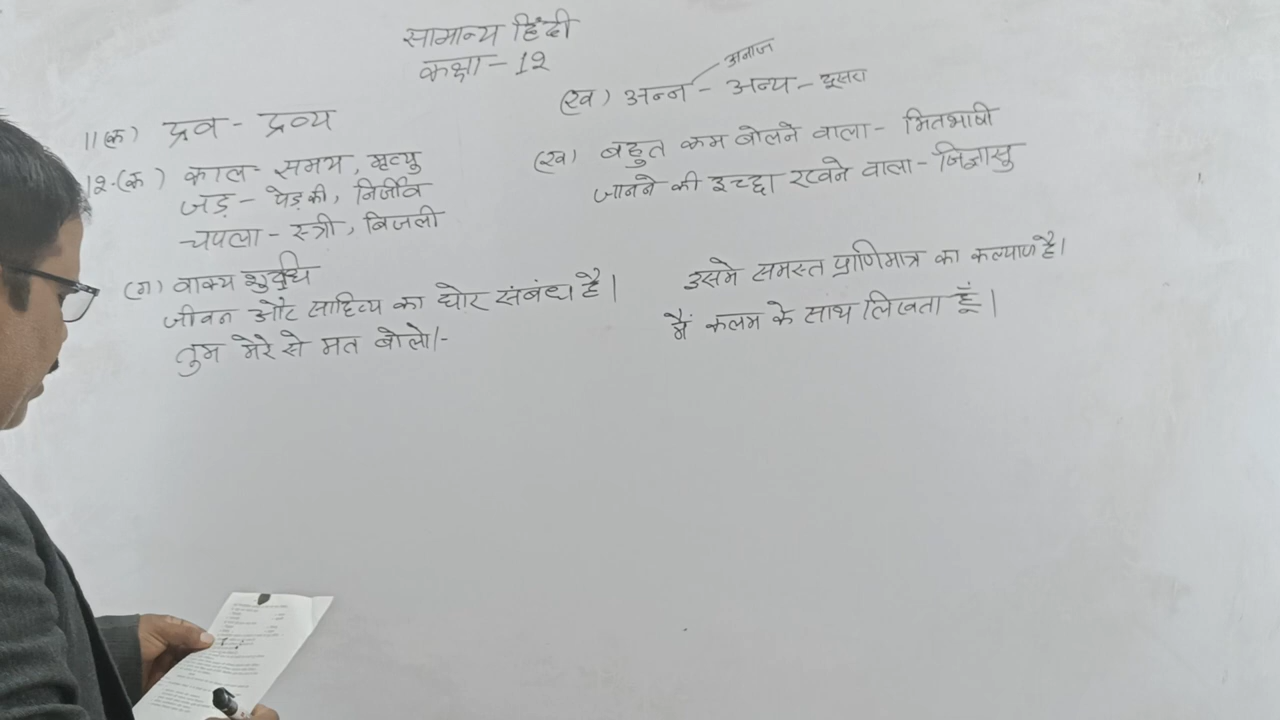 सामान्य हिंदी
कक्षा - 12
11(क) द्रव - द्रव्य
(ख) अन्न - अन्य - दूसरा
अनाज
12.(क) काल - समय, मृत्यु
जड़ - पेड़ की, निर्जीव
चपला - स्त्री, बिजली
(ख) बहुत कम बोलने वाला - मितभाषी
जानने की इच्छा रखने वाला - जिज्ञासु
(ग) वाक्य शुद्धि
जीवन और साहित्य का घोर संबंध है।
तुम मेरे से मत बोलो।-
उसमे समस्त प्राणिमात्र का कल्याण है।
मैं कलम के साथ लिखता हूँ।